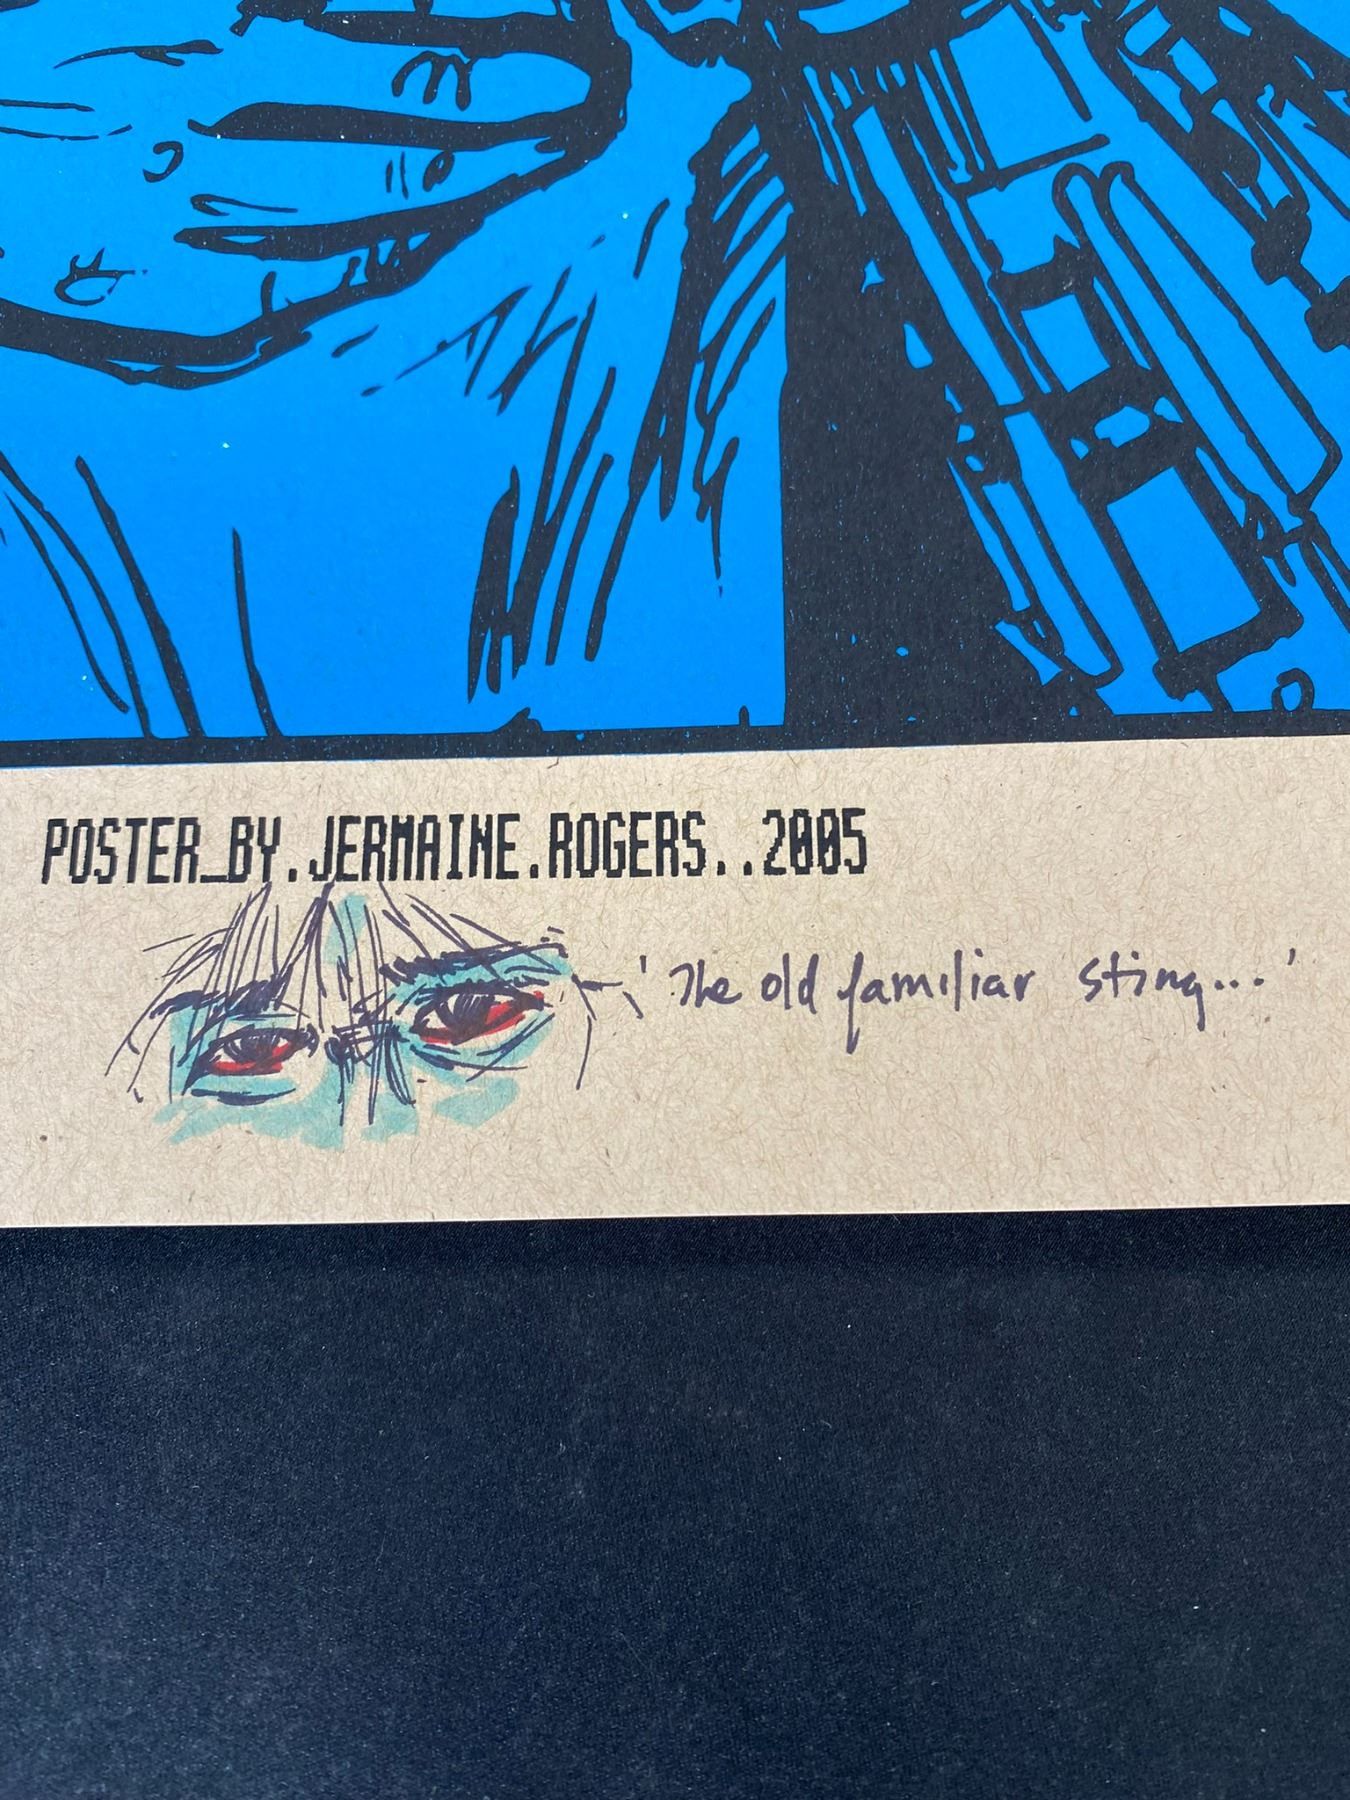 POSTER_BY.JERMAINE.ROGERS..2005
'The old familiar sting...'